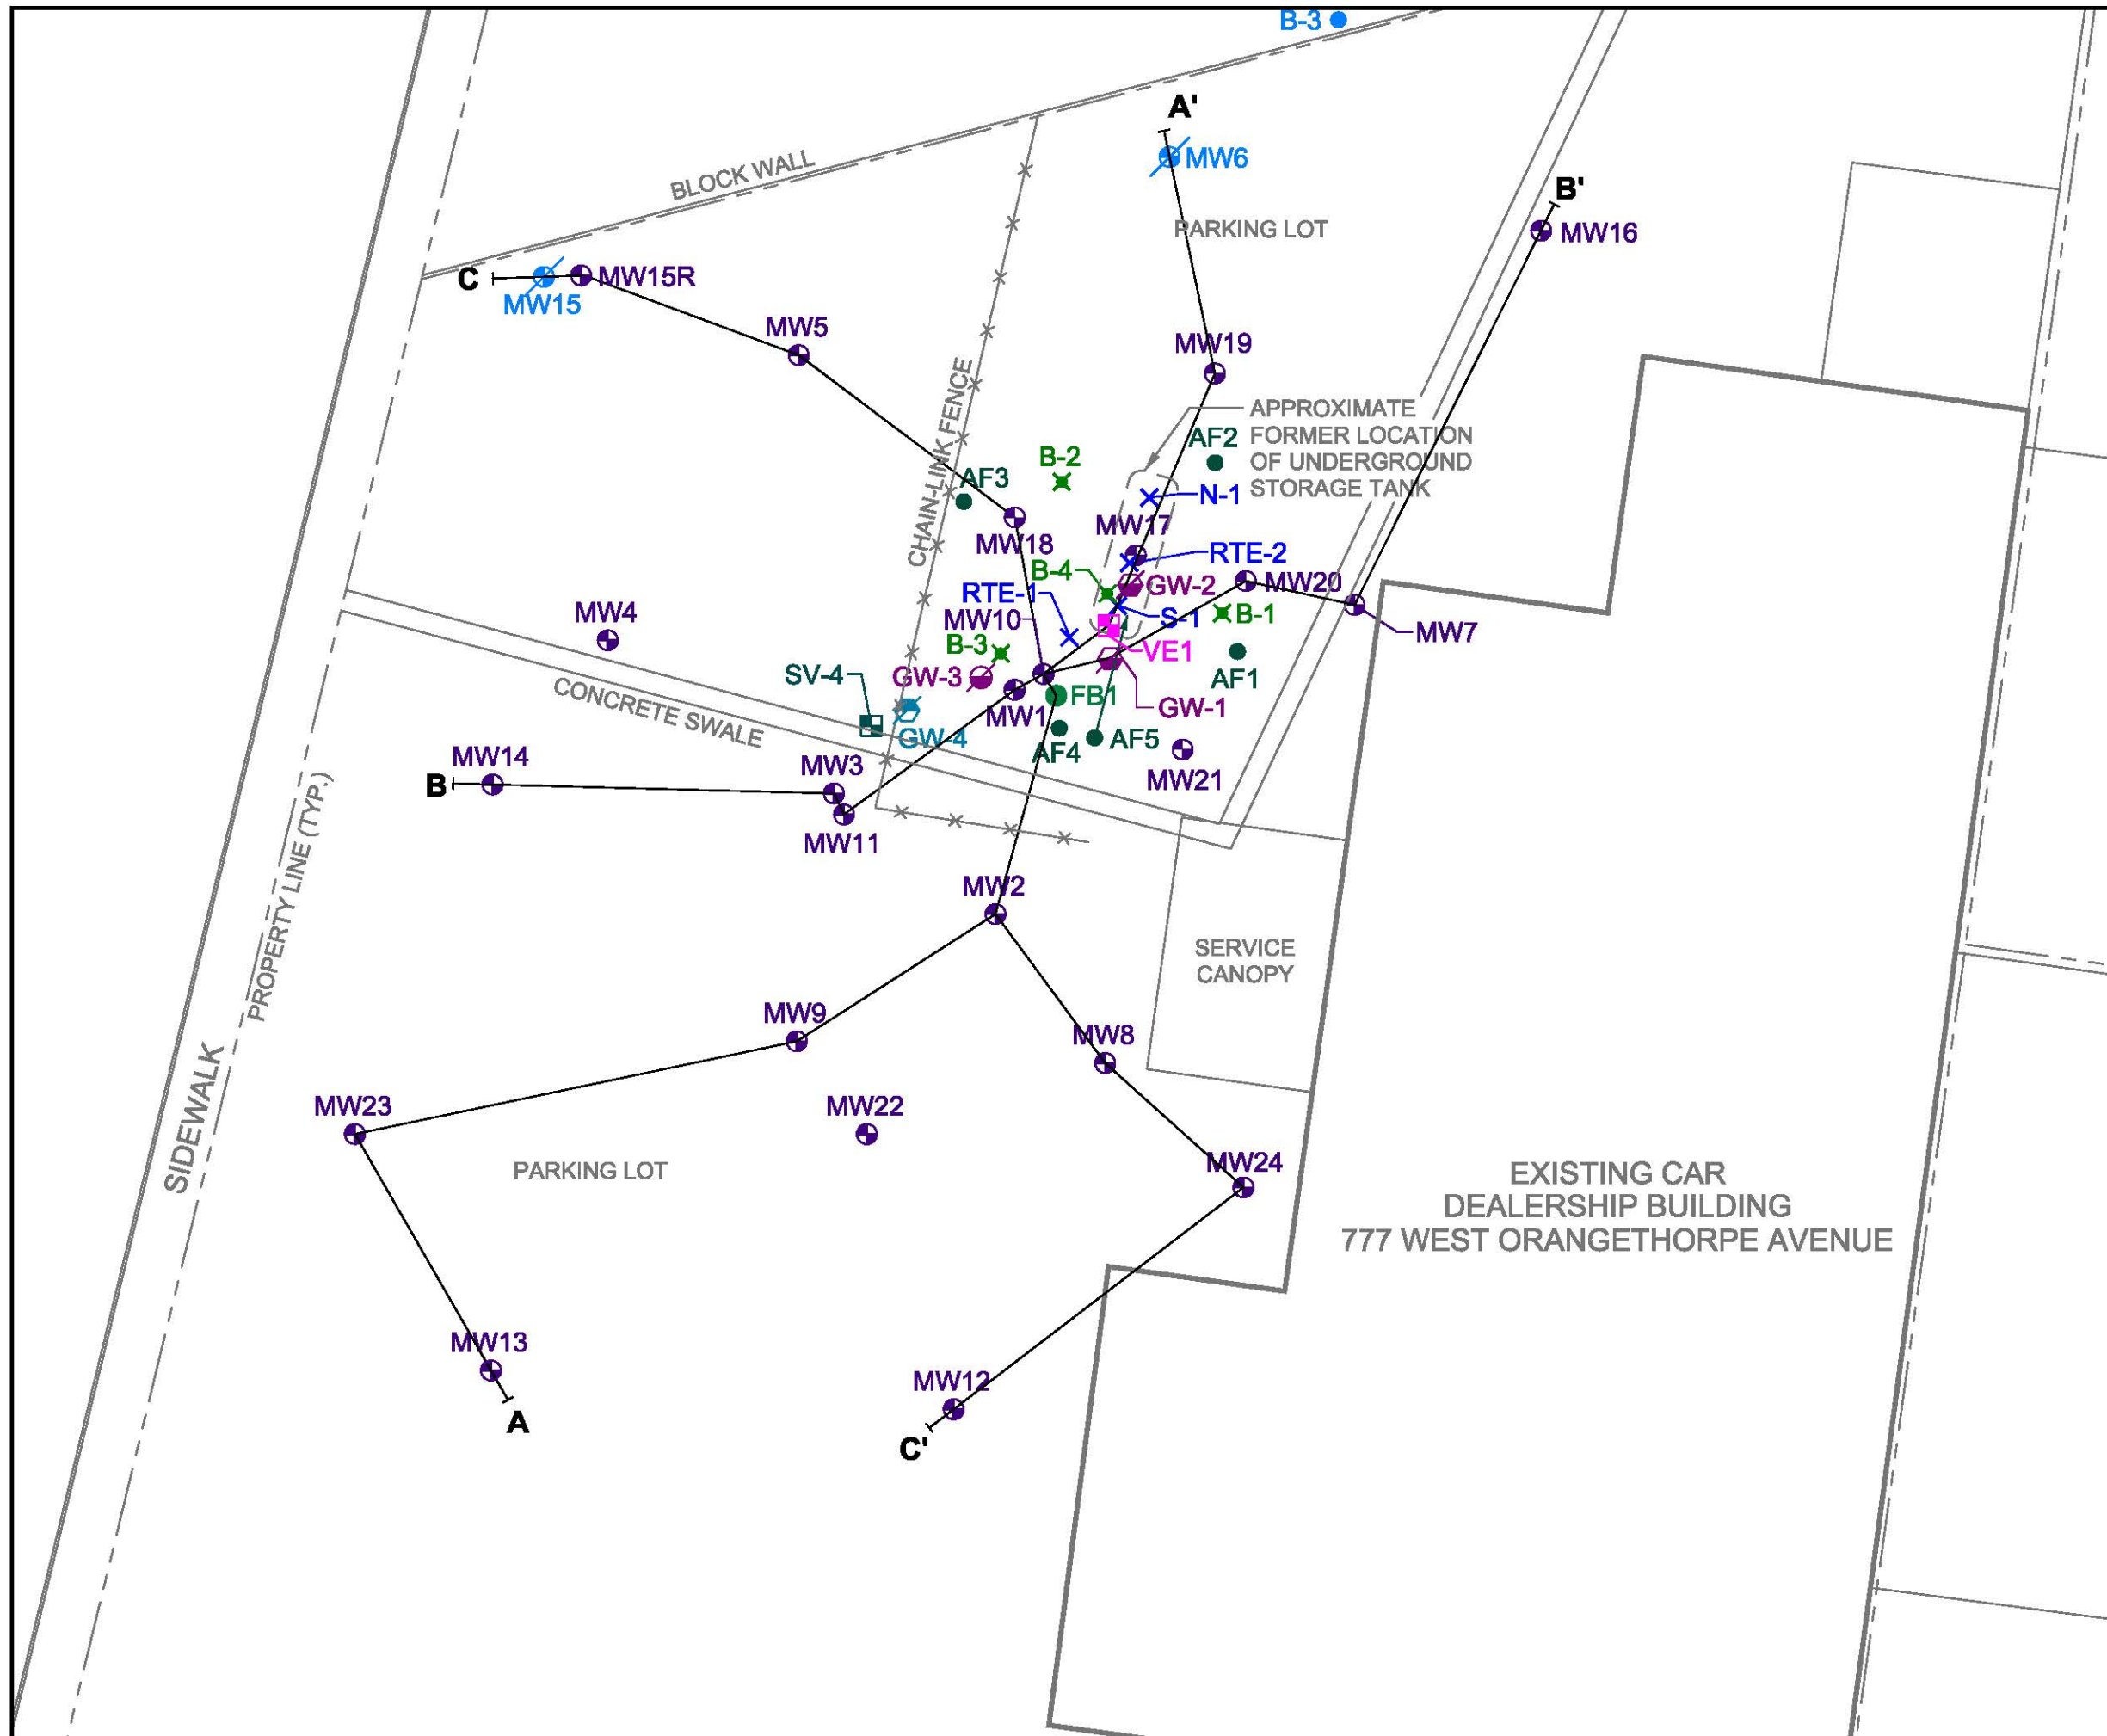 B-3
A'
MW6
BLOCK WALL
B'
PARKING LOT
MW16
C
MW15R
MW15
MW5
MW19
CHAIN-LINK FENCE
APPROXIMATE
FORMER LOCATION
OF UNDERGROUND
STORAGE TANK
AF2
B-2
AF3
N-1
MW17
MW18
RTE-2
B-4
GW-2
MW20
RTE-1
S-1
B-1
MW10
MW4
MW7
B-3
VE1
SV-4
GW-3
AF1
FB1
MW1
GW-1
CONCRETE SWALE
GW-4
AF4
AF5
MW14
MW3
MW21
B
MW11
PROPERTY LINE (TYP.)
MW2
SERVICE
CANOPY
MW9
MW8
SIDEWALK
MW23
MW22
PARKING LOT
MW24
EXISTING CAR
DEALERSHIP BUILDING
777 WEST ORANGETHORPE AVENUE
MW13
MW12
A
C'